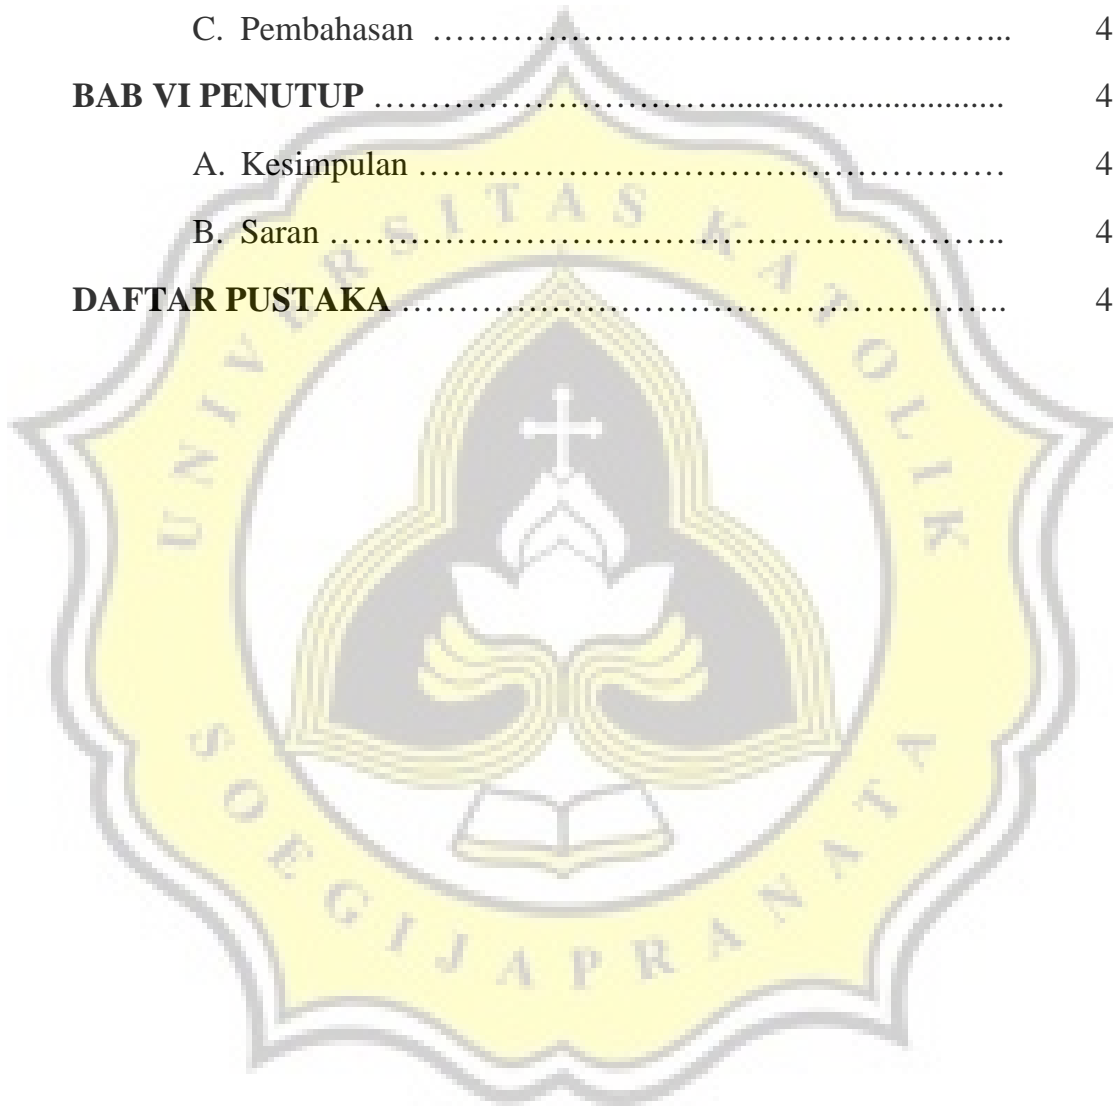 C. Pembahasan ……………………………………………... 4
BAB VI PENUTUP ……………………………................................. 4
A. Kesimpulan ……………………………………………… 4
B. Saran …………………………………………………….. 4
DAFTAR PUSTAKA ……………………………………………….. 4
UNIVERSITAS KATOLIK
SOEGIJAPRANATA